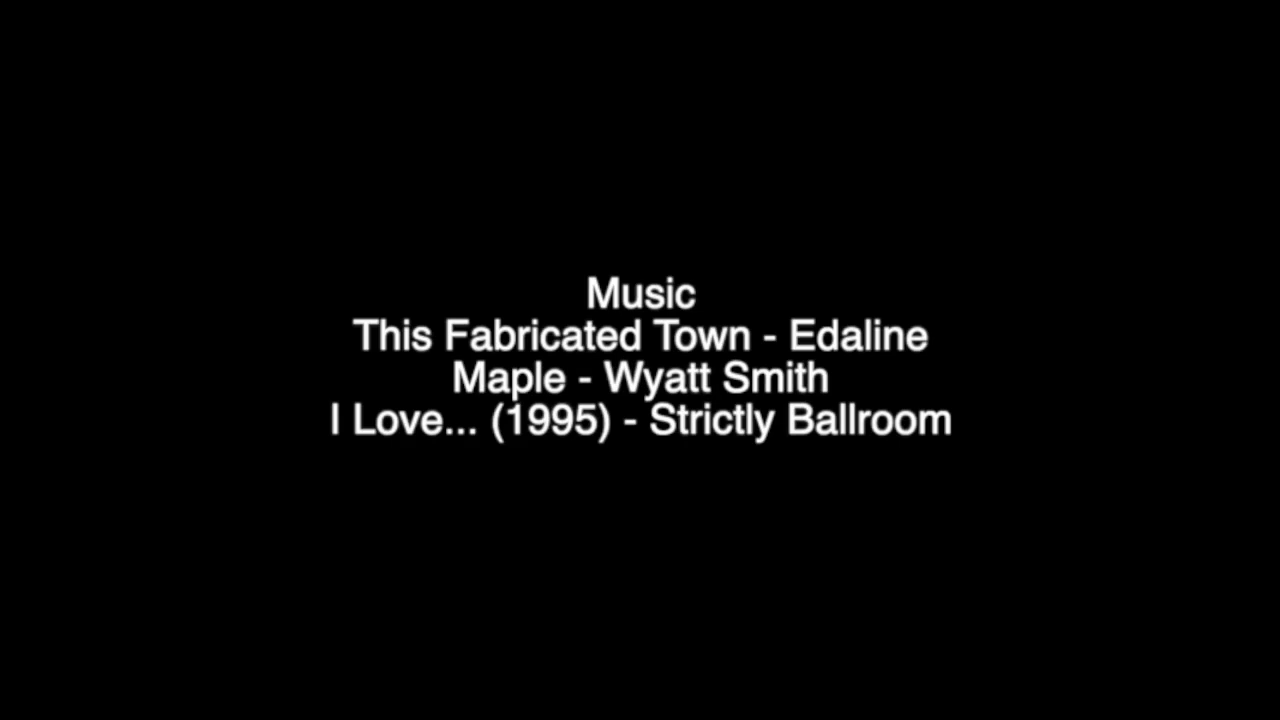 Music
This Fabricated Town - Edaline
Maple - Wyatt Smith
I Love... (1995) - Strictly Ballroom